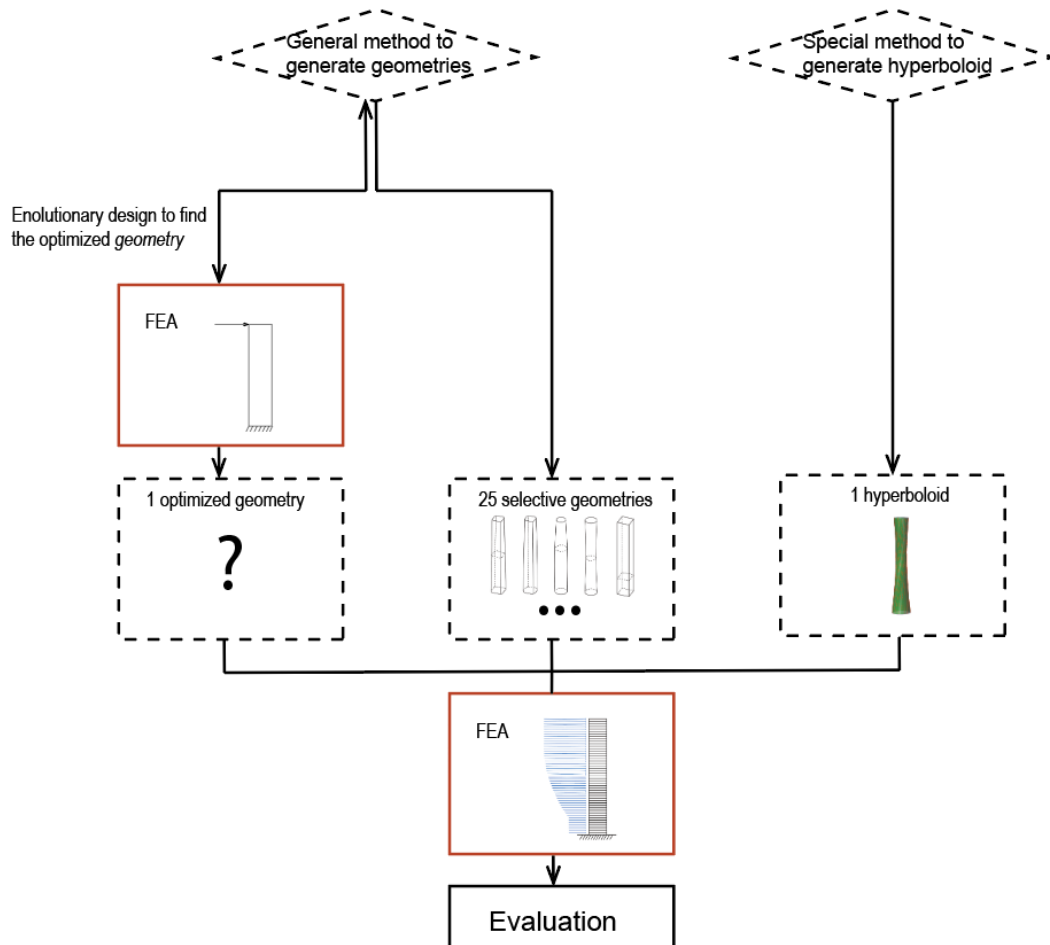 General method to
generate geometries
Special method to
generate hyperboloid
Enolutionary design to find
the optimized geometry
FEA
1 optimized geometry
?
25 selective geometries
1 hyperboloid
FEA
Evaluation